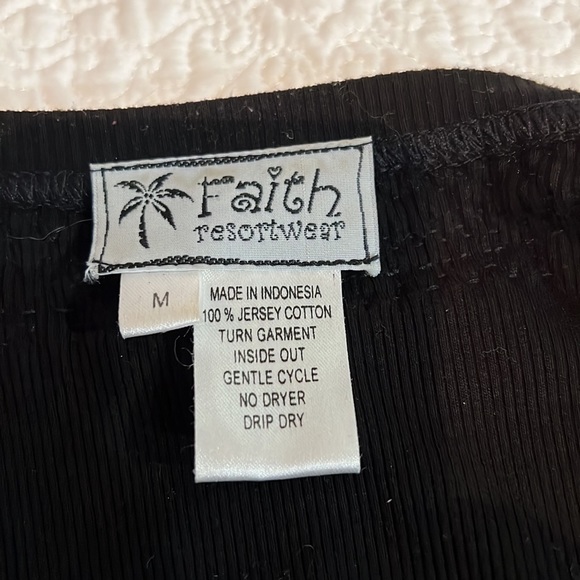 Faith
resortwear
M
MADE IN INDONESIA
100 % JERSEY COTTON
TURN GARMENT
INSIDE OUT
GENTLE CYCLE
NO DRYER
DRIP DRY